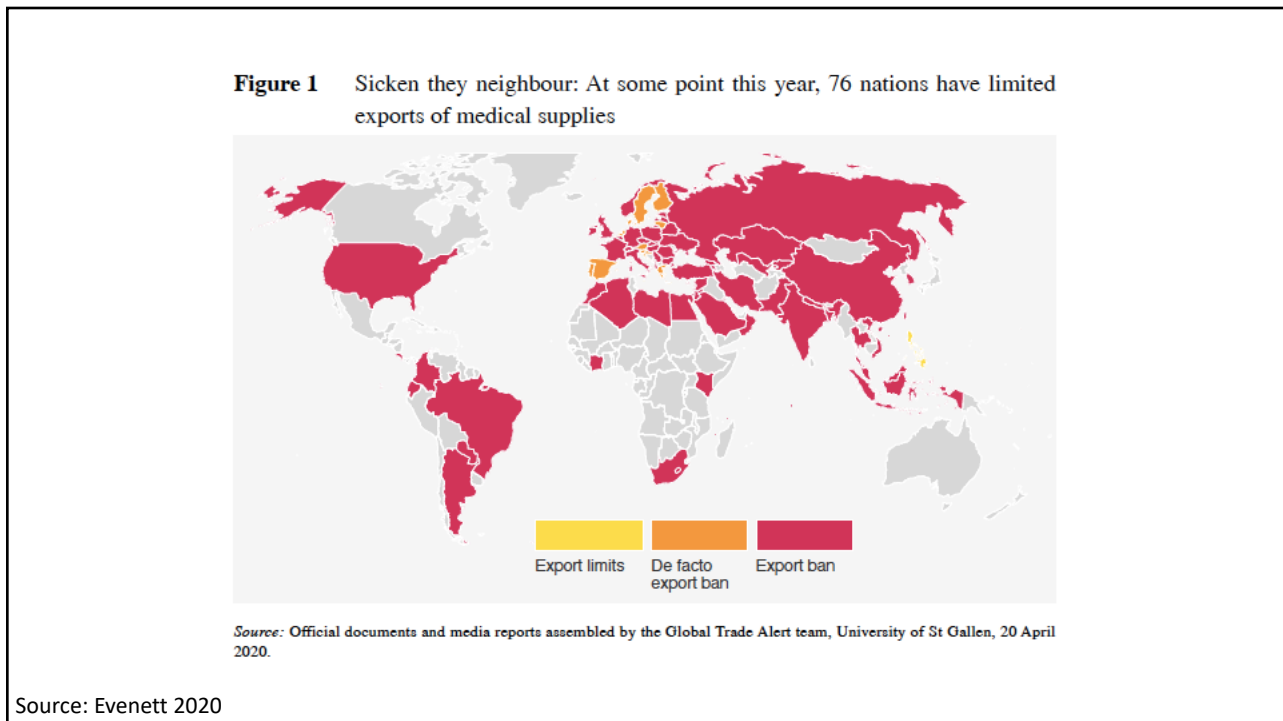 Figure 1 Sicken they neighbour: At some point this year, 76 nations have limited
exports of medical supplies
Export limits
De facto
export ban
Export ban
Source: Official documents and media reports assembled by the Global Trade Alert team, University of St Gallen, 20 April
2020.
Source: Evenett 2020